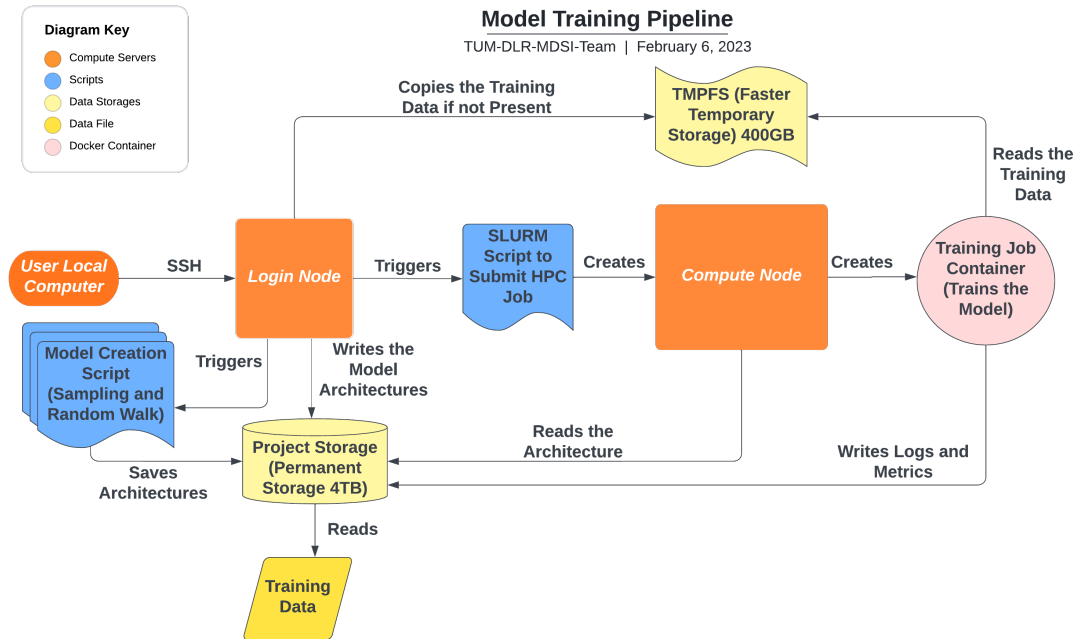 Model Training Pipeline
TUM-DLR-MDSI-Team | February 6, 2023
Diagram Key
Compute Servers
Scripts
Data Storages
Data File
Docker Container
Copies the Training
Data if not Present
TMPFS (Faster
Temporary
Storage) 400GB
Reads the
Training
Data
User Local
Computer
SSH
Login Node
Triggers
SLURM
Script to
Submit HPC
Job
Creates
Compute Node
Creates
Training Job
Container
(Trains the
Model)
Model Creation
Script
(Sampling and
Random Walk)
Triggers
Writes the
Model
Architectures
Saves
Architectures
Project Storage
(Permanent
Storage 4TB)
Reads the
Architecture
Writes Logs and
Metrics
Reads
Training
Data